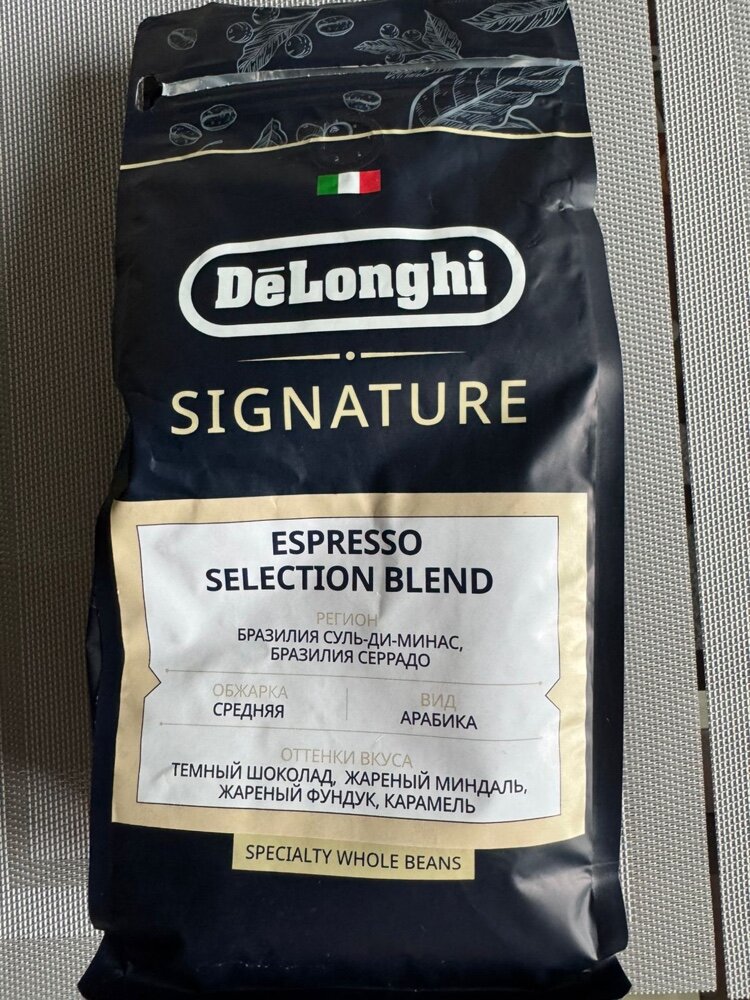 DēLonghi
SIGNATURE
ESPRESSO
SELECTION BLEND
РЕГИОН
БРАЗИЛИЯ СУЛЬ-ДИ-МИНАС,
БРАЗИЛИЯ СЕРРАДО
ОБЖАРКА
СРЕДНЯЯ
ВИД
АРАБИКА
ОТТЕНКИ ВКУСА
ТЕМНЫЙ ШОКОЛАД, ЖАРЕНЫЙ МИНДАЛЬ,
ЖАРЕНЫЙ ФУНДУК, КАРАМЕЛЬ
SPECIALTY WHOLE BEANS